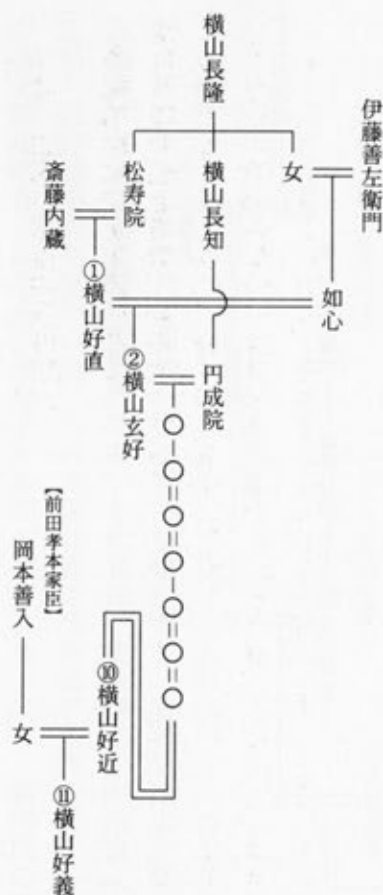 横山長隆
伊藤善左衛門
女
横山長知
松寿院
斎藤内蔵
如心
①横山好直
円成院
②横山玄好
⑩横山好近
【前田孝本家臣】
岡本善入
女
⑪横山好義